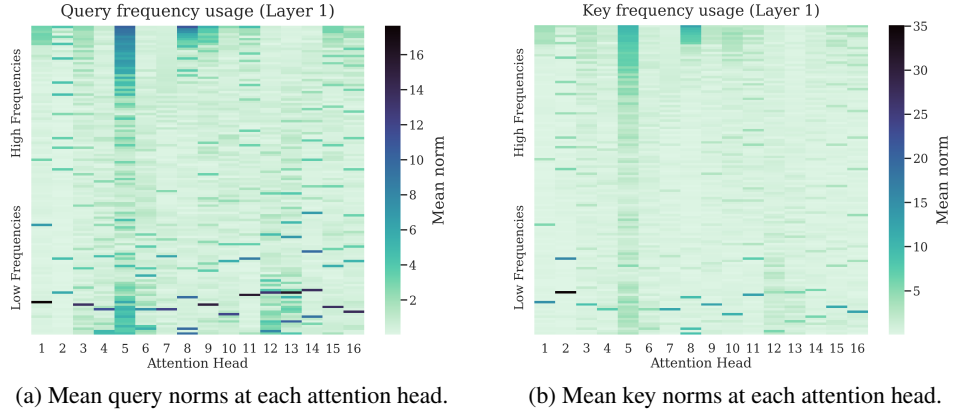 Query frequency usage (Layer 1)
High Frequencies
Low Frequencies
1 2 3 4 5 6 7 8 9 10 11 12 13 14 15 16
Attention Head
16
14
12
10
8
6
4
2
Mean norm
(a) Mean query norms at each attention head.
Key frequency usage (Layer 1)
High Frequencies
Low Frequencies
1 2 3 4 5 6 7 8 9 10 11 12 13 14 15 16
Attention Head
35
30
25
20
15
10
5
Mean norm
(b) Mean key norms at each attention head.